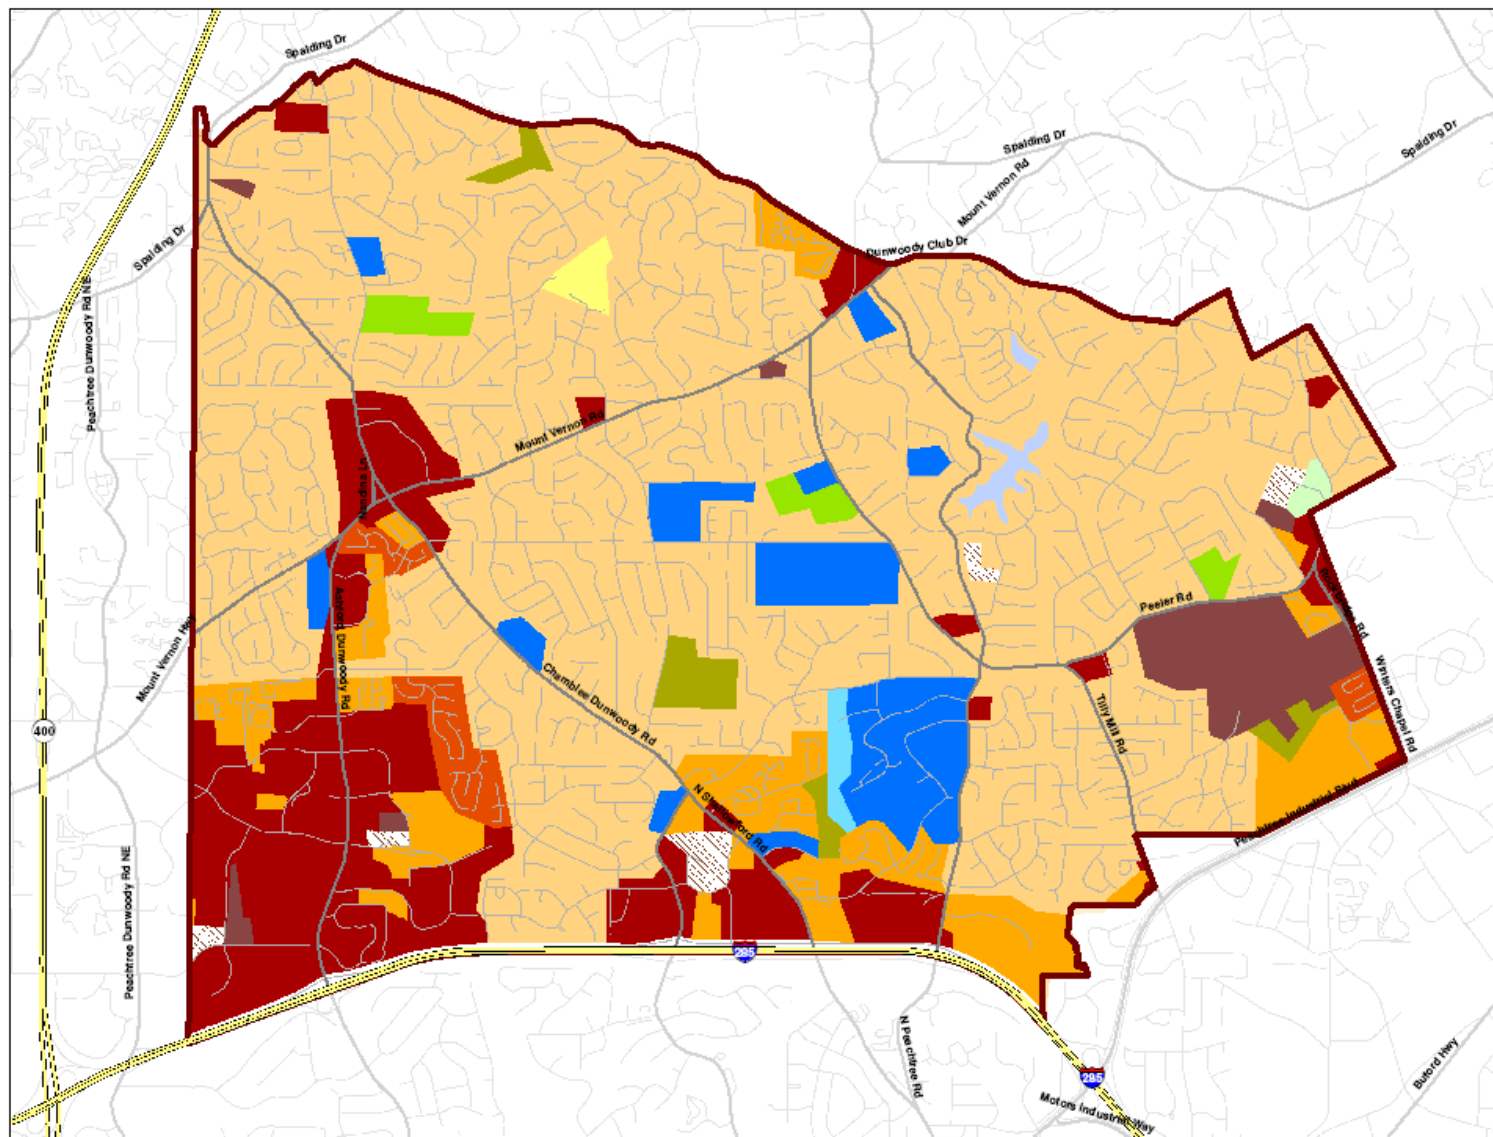 Spalding Dr
Spalding Dr
Spalding Dr
Mount Vernon Rd
Spalding Dr
Dunwoody Club Dr
Peachtree Dunwoody Rd NE
Mount Vernon Rd
Nandina Ln
Peeler Rd
Mount Vernon Hwy
Ashford Dunwoody Rd
Chamblee Dunwoody Rd
Winters Chapel Rd
Tilly Mill Rd
400
N Shallowford Rd
Peachtree Industrial Blvd
Peachtree Dunwoody Rd NE
285
N Peachtree Rd
285
Buford Hwy
Motors Industrial Way